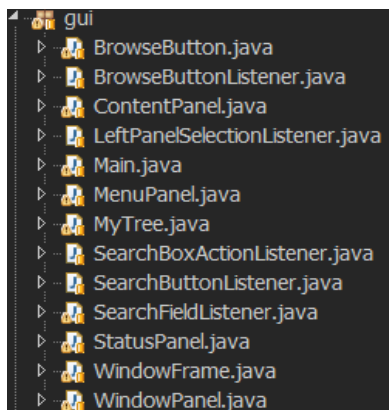 gui
BrowseButton.java
BrowseButtonListener.java
ContentPanel.java
LeftPanelSelectionListener.java
Main.java
MenuPanel.java
MyTree.java
SearchBoxActionListener.java
SearchButtonListener.java
SearchFieldListener.java
StatusPanel.java
WindowFrame.java
WindowPanel.java